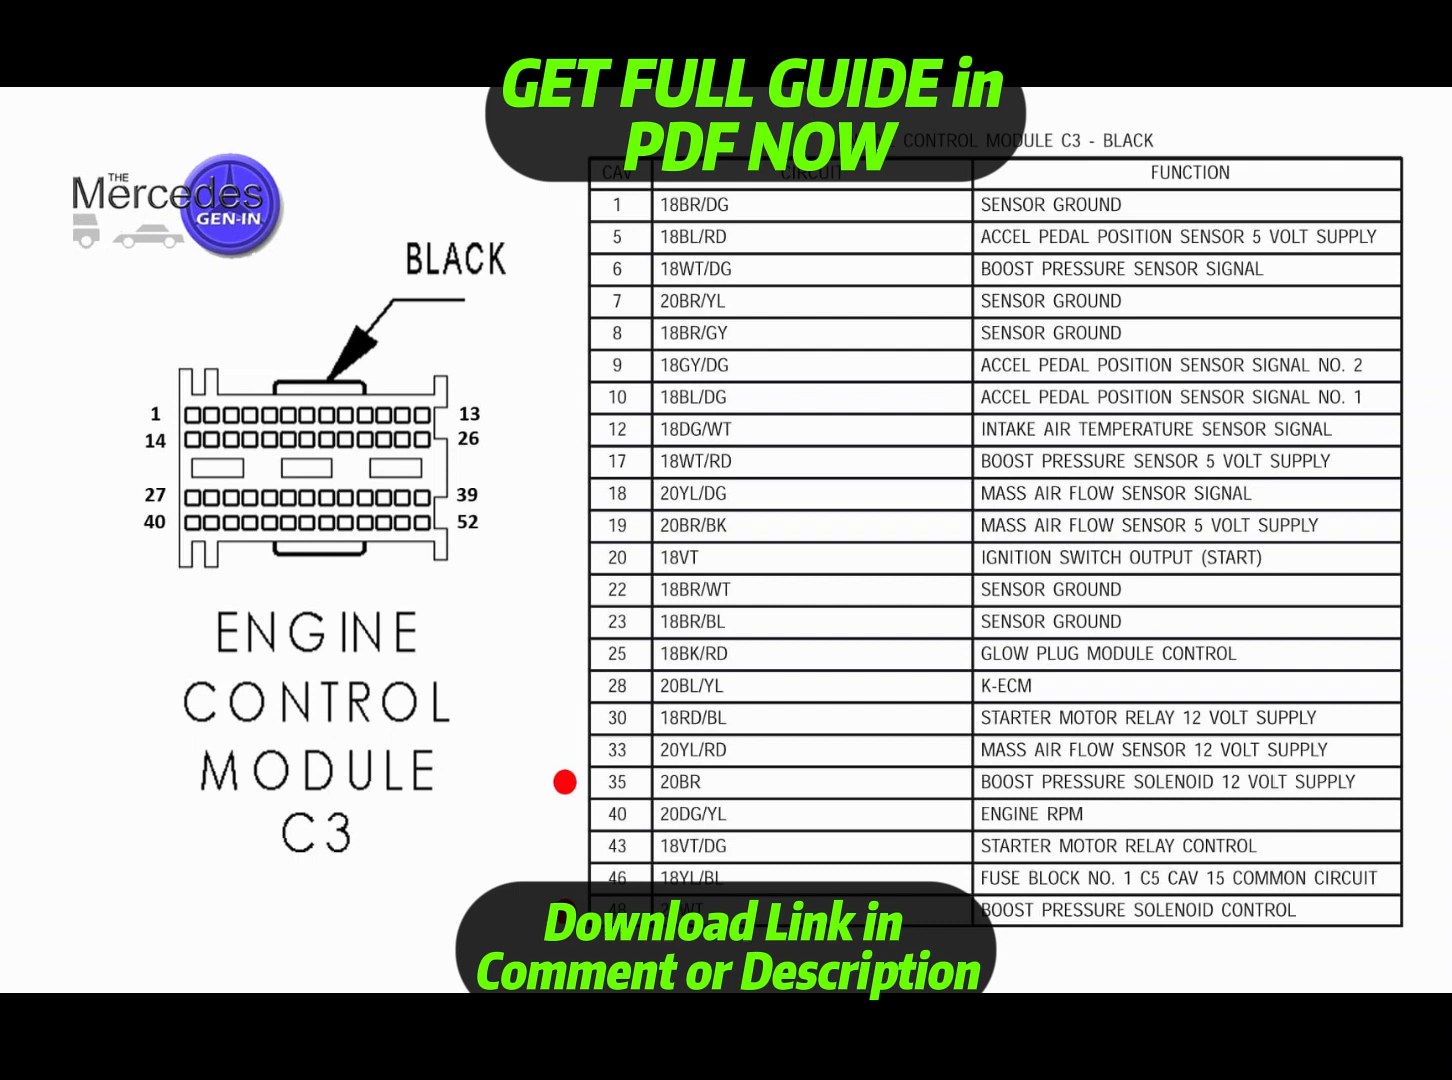 GET FULL GUIDE in
PDF NOW
CONTROL MODULE C3 - BLACK
THE
Mercedes
GEN-IN
BLACK
1 13
14 26
27 39
40 52
ENGINE
CONTROL
MODULE
C3
CAV CIRCUIT FUNCTION
1 18BR/DG SENSOR GROUND
5 18BL/RD ACCEL PEDAL POSITION SENSOR 5 VOLT SUPPLY
6 18WT/DG BOOST PRESSURE SENSOR SIGNAL
7 20BR/YL SENSOR GROUND
8 18BR/GY SENSOR GROUND
9 18GY/DG ACCEL PEDAL POSITION SENSOR SIGNAL NO. 2
10 18BL/DG ACCEL PEDAL POSITION SENSOR SIGNAL NO. 1
12 18DG/WT INTAKE AIR TEMPERATURE SENSOR SIGNAL
17 18WT/RD BOOST PRESSURE SENSOR 5 VOLT SUPPLY
18 20YL/DG MASS AIR FLOW SENSOR SIGNAL
19 20BR/BK MASS AIR FLOW SENSOR 5 VOLT SUPPLY
20 18VT IGNITION SWITCH OUTPUT (START)
22 18BR/WT SENSOR GROUND
23 18BR/BL SENSOR GROUND
25 18BK/RD GLOW PLUG MODULE CONTROL
28 20BL/YL K-ECM
30 18RD/BL STARTER MOTOR RELAY 12 VOLT SUPPLY
33 20YL/RD MASS AIR FLOW SENSOR 12 VOLT SUPPLY
35 20BR BOOST PRESSURE SOLENOID 12 VOLT SUPPLY
40 20DG/YL ENGINE RPM
43 18VT/DG STARTER MOTOR RELAY CONTROL
46 18YL/BL FUSE BLOCK NO. 1 C5 CAV 15 COMMON CIRCUIT
48 BOOST PRESSURE SOLENOID CONTROL
Download Link in
Comment or Description